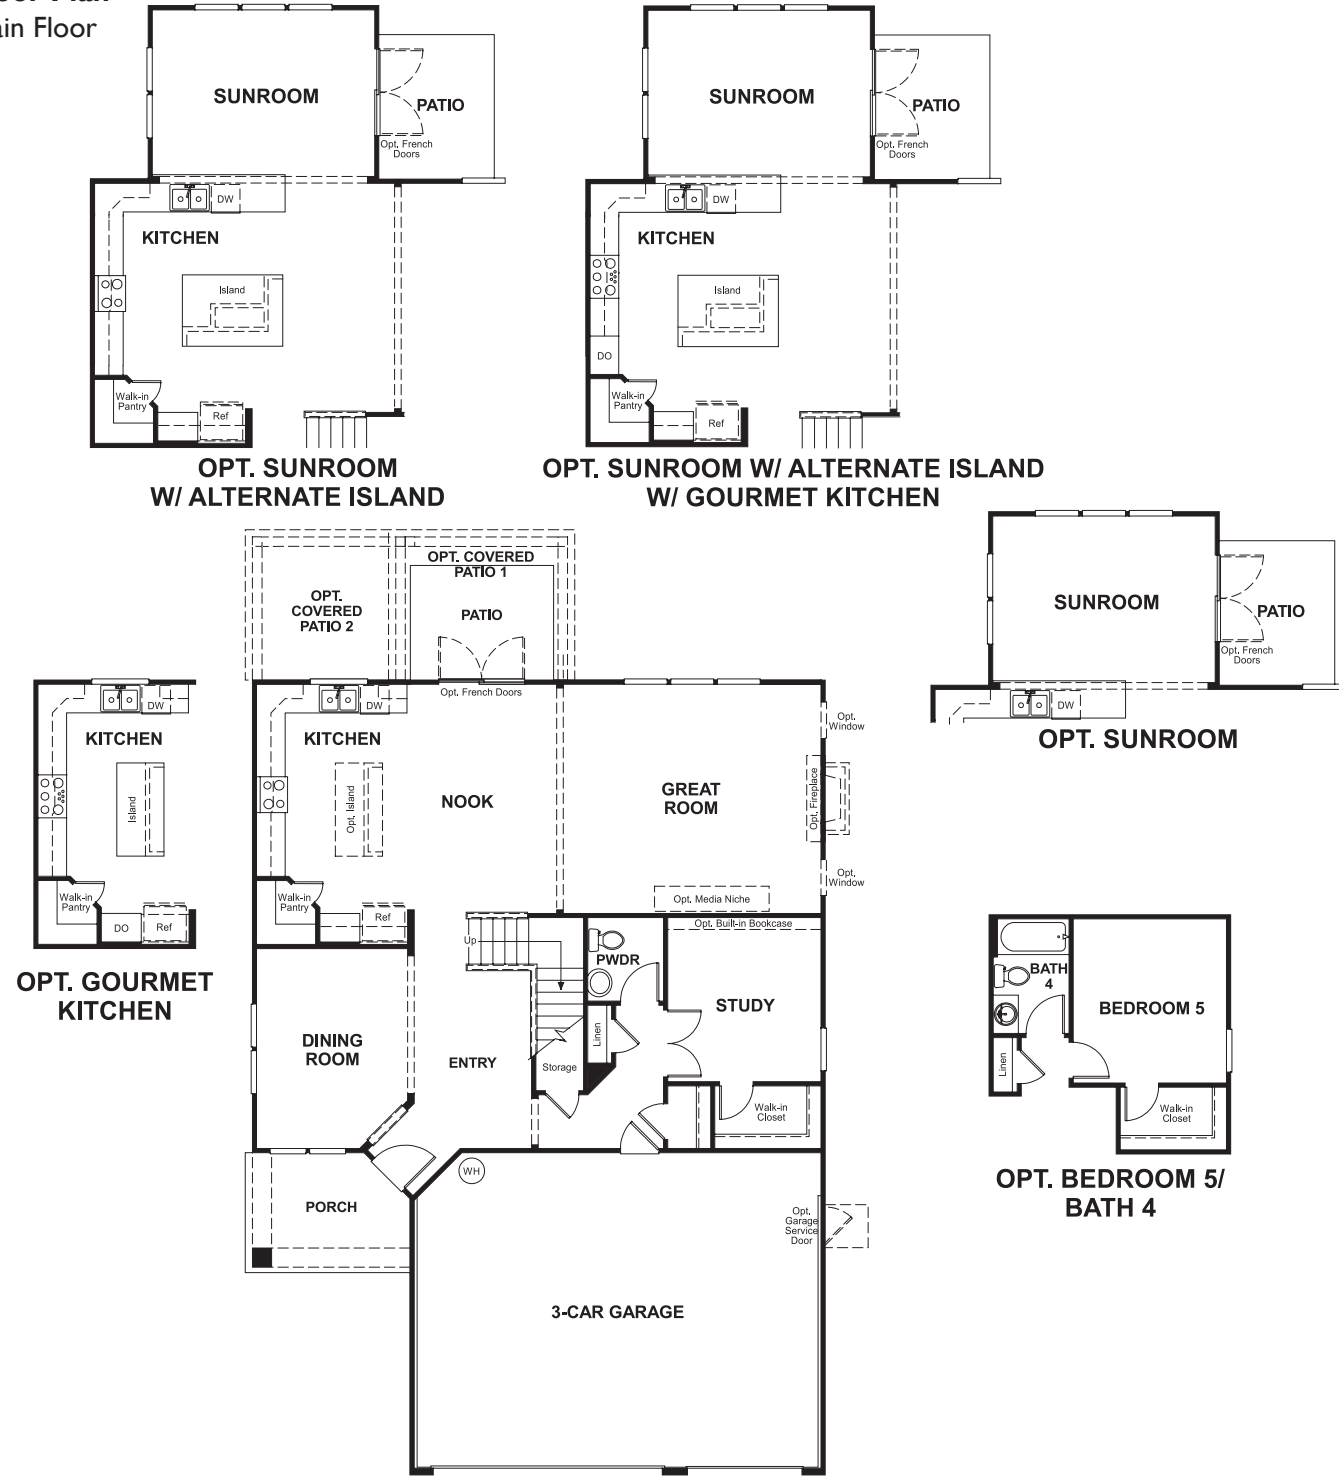 ain Floor
SUNROOM
PATIO
Opt. French
Doors
DW
KITCHEN
Island
Walk-in
Pantry
Ref
OPT. SUNROOM
W/ ALTERNATE ISLAND
SUNROOM
PATIO
Opt. French
Doors
DW
KITCHEN
Island
DO
Walk-in
Pantry
Ref
OPT. SUNROOM W/ ALTERNATE ISLAND
W/ GOURMET KITCHEN
SUNROOM
PATIO
Opt. French
Doors
DW
OPT. SUNROOM
DW
KITCHEN
Island
Walk-in
Pantry
DO
Ref
OPT. GOURMET
KITCHEN
OPT. COVERED
PATIO 1
OPT.
COVERED
PATIO 2
PATIO
Opt. French Doors
DW
KITCHEN
Opt. Island
NOOK
GREAT
ROOM
Opt.
Window
Opt. Fireplace
Opt.
Window
Opt. Media Niche
Walk-in
Pantry
Ref
Up
PWDR
Opt. Built-in Bookcase
STUDY
DINING
ROOM
ENTRY
Linen
Storage
Walk-in
Closet
WH
PORCH
Opt.
Garage
Service
Door
3-CAR GARAGE
BATH
4
BEDROOM 5
Linen
Walk-in
Closet
OPT. BEDROOM 5/
BATH 4